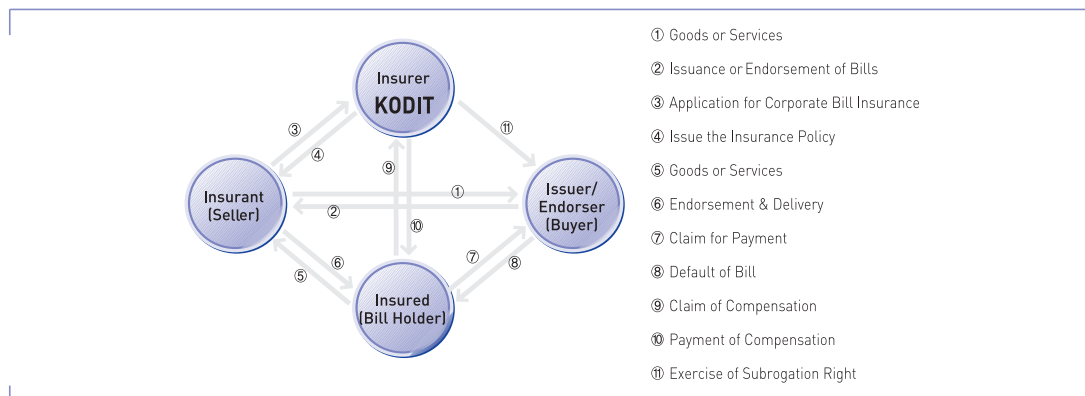 Insurer
KODIT
③
④
⑪
⑨
Insurant
(Seller)
①
②
Issuer/
Endorser
(Buyer)
⑩
⑥
⑤
⑦
⑧
Insured
(Bill Holder)
① Goods or Services
② Issuance or Endorsement of Bills
③ Application for Corporate Bill Insurance
④ Issue the Insurance Policy
⑤ Goods or Services
⑥ Endorsement & Delivery
⑦ Claim for Payment
⑧ Default of Bill
⑨ Claim of Compensation
⑩ Payment of Compensation
⑪ Exercise of Subrogation Right